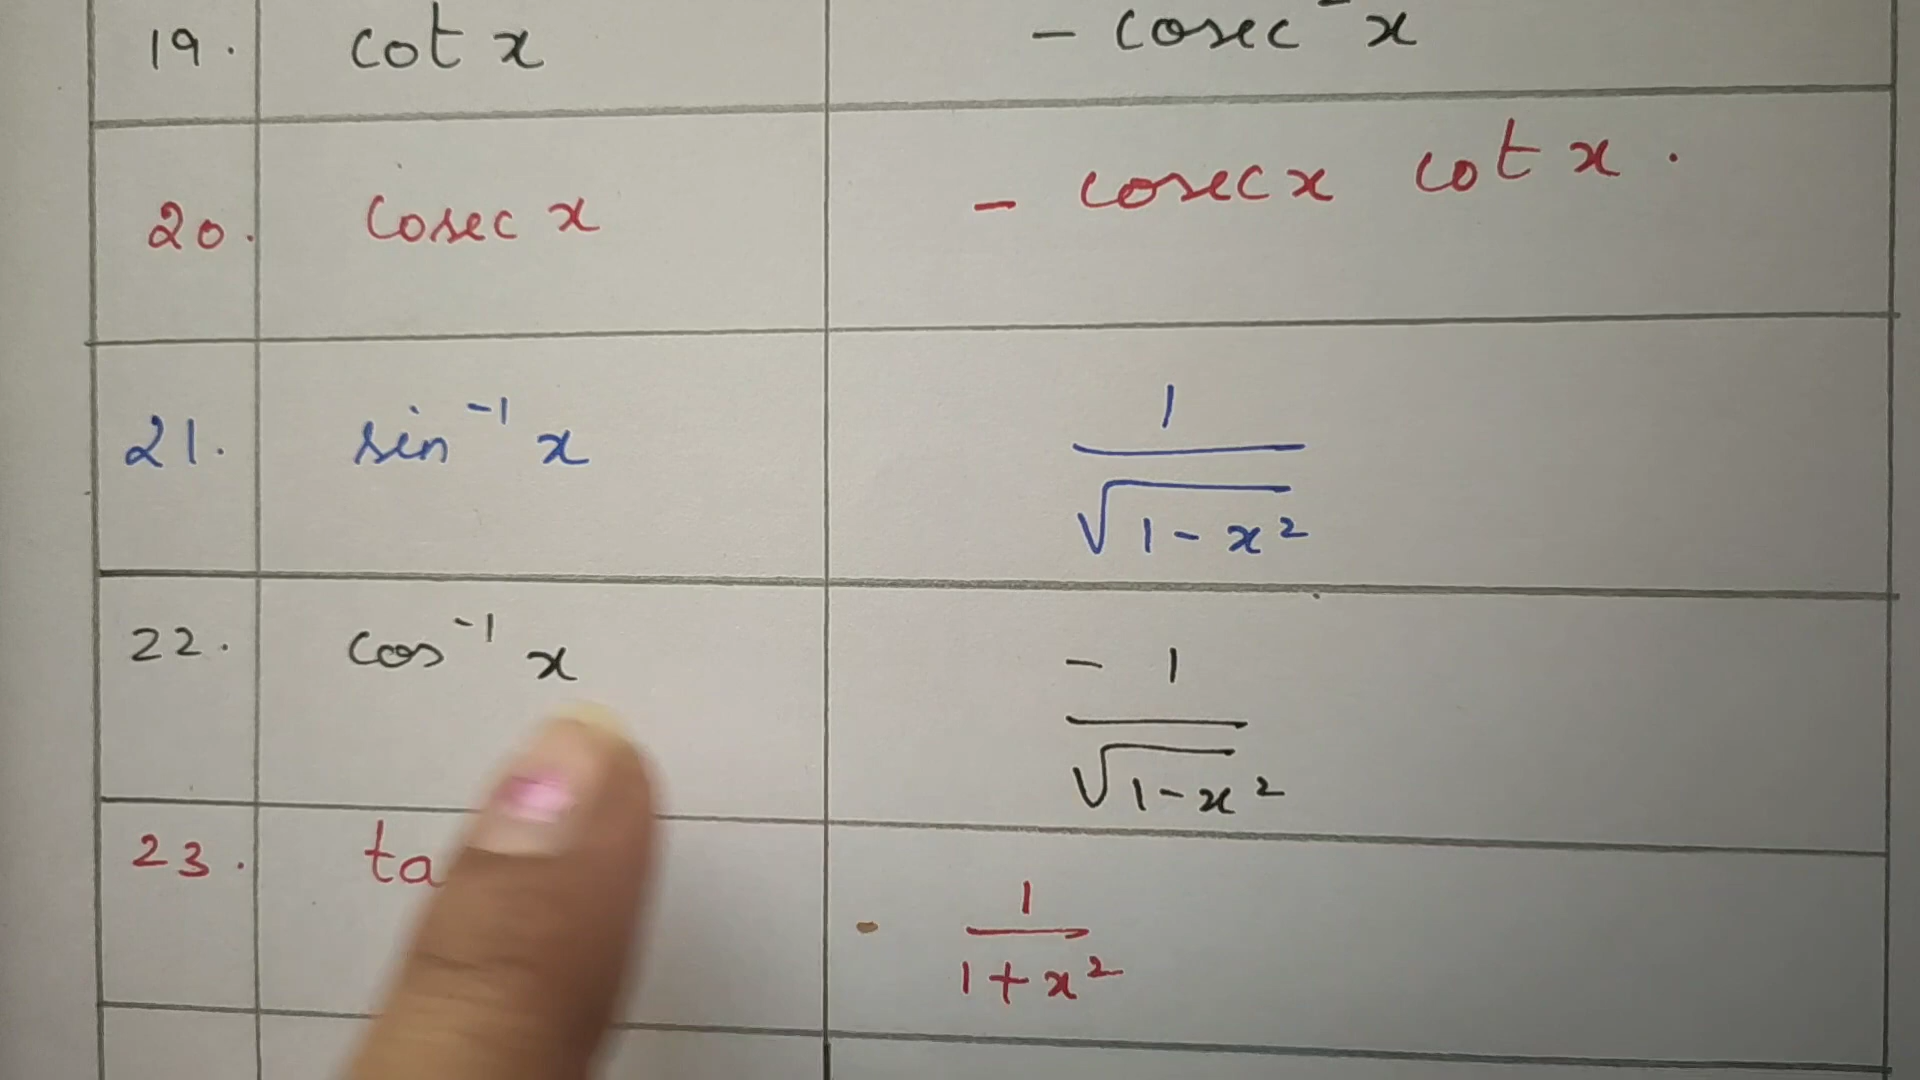 19. cot x - cosec x
20. cosec x - cosec x cot x.
21. sin⁻¹ x 1/√1-x²
22. cos⁻¹ x -1/√1-x²
23. 1/1+x²